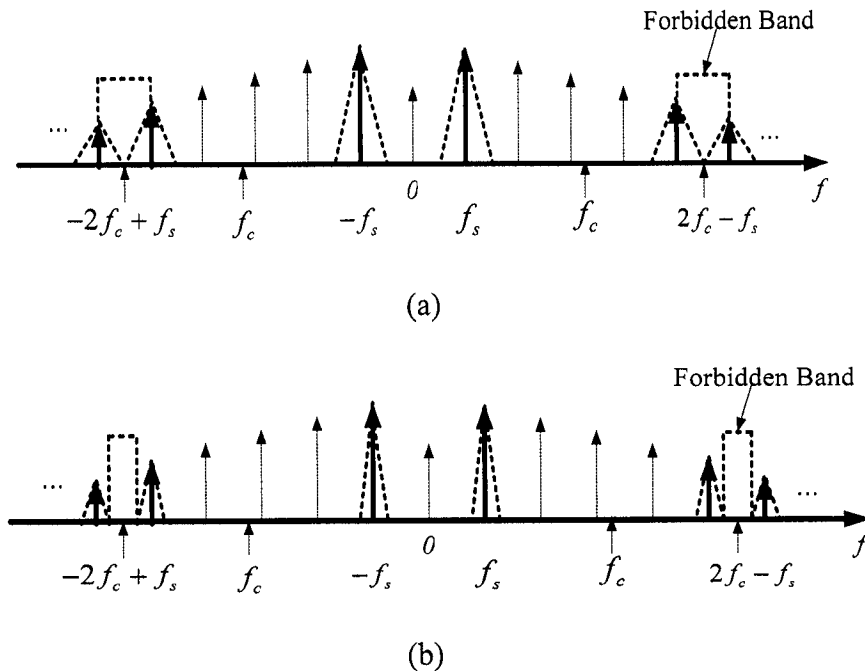 Forbidden Band
... ...
0 f
−2f_c + f_s f_c −f_s f_s f_c 2f_c − f_s
(a)
Forbidden Band
... ...
0 f
−2f_c + f_s f_c −f_s f_s f_c 2f_c − f_s
(b)